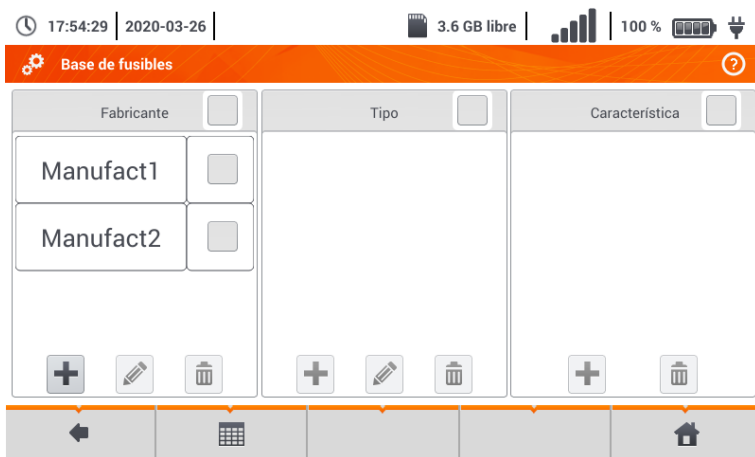 17:54:29 2020-03-26 3.6 GB libre 100 %
Base de fusibles ?
Fabricante Tipo Característica
Manufact1
Manufact2